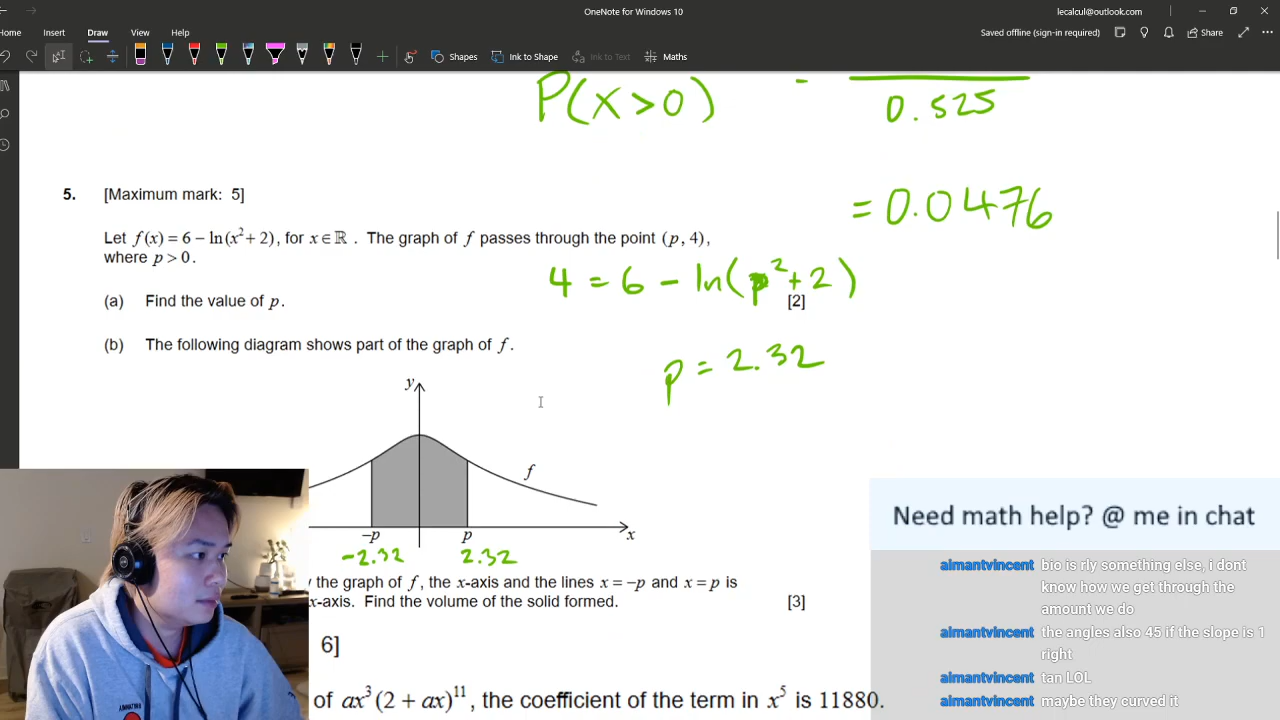 OneNote for Windows 10
lecalcul@outlook.com
Home Insert Draw View Help
Saved offline (sign-in required) Share
Shapes Ink to Shape Ink to Text Maths
P(X>0)
0.525
= 0.0476
5. [Maximum mark: 5]
Let f(x) = 6 − ln(x² + 2), for x ∈ ℝ . The graph of f passes through the point (p, 4),
where p > 0.
4 = 6 − ln(p² + 2)
(a) Find the value of p. [2]
(b) The following diagram shows part of the graph of f.
p = 2.32
y
f
−p p x
−2.32 2.32
the graph of f, the x-axis and the lines x = −p and x = p is
x-axis. Find the volume of the solid formed. [3]
6]
of ax³(2 + ax)¹¹, the coefficient of the term in x⁵ is 11880.
Need math help? @ me in chat
aimantvincent bio is rly something else, i dont
know how we get through the
amount we do
aimantvincent the angles also 45 if the slope is 1
right
aimantvincent tan LOL
aimantvincent maybe they curved it